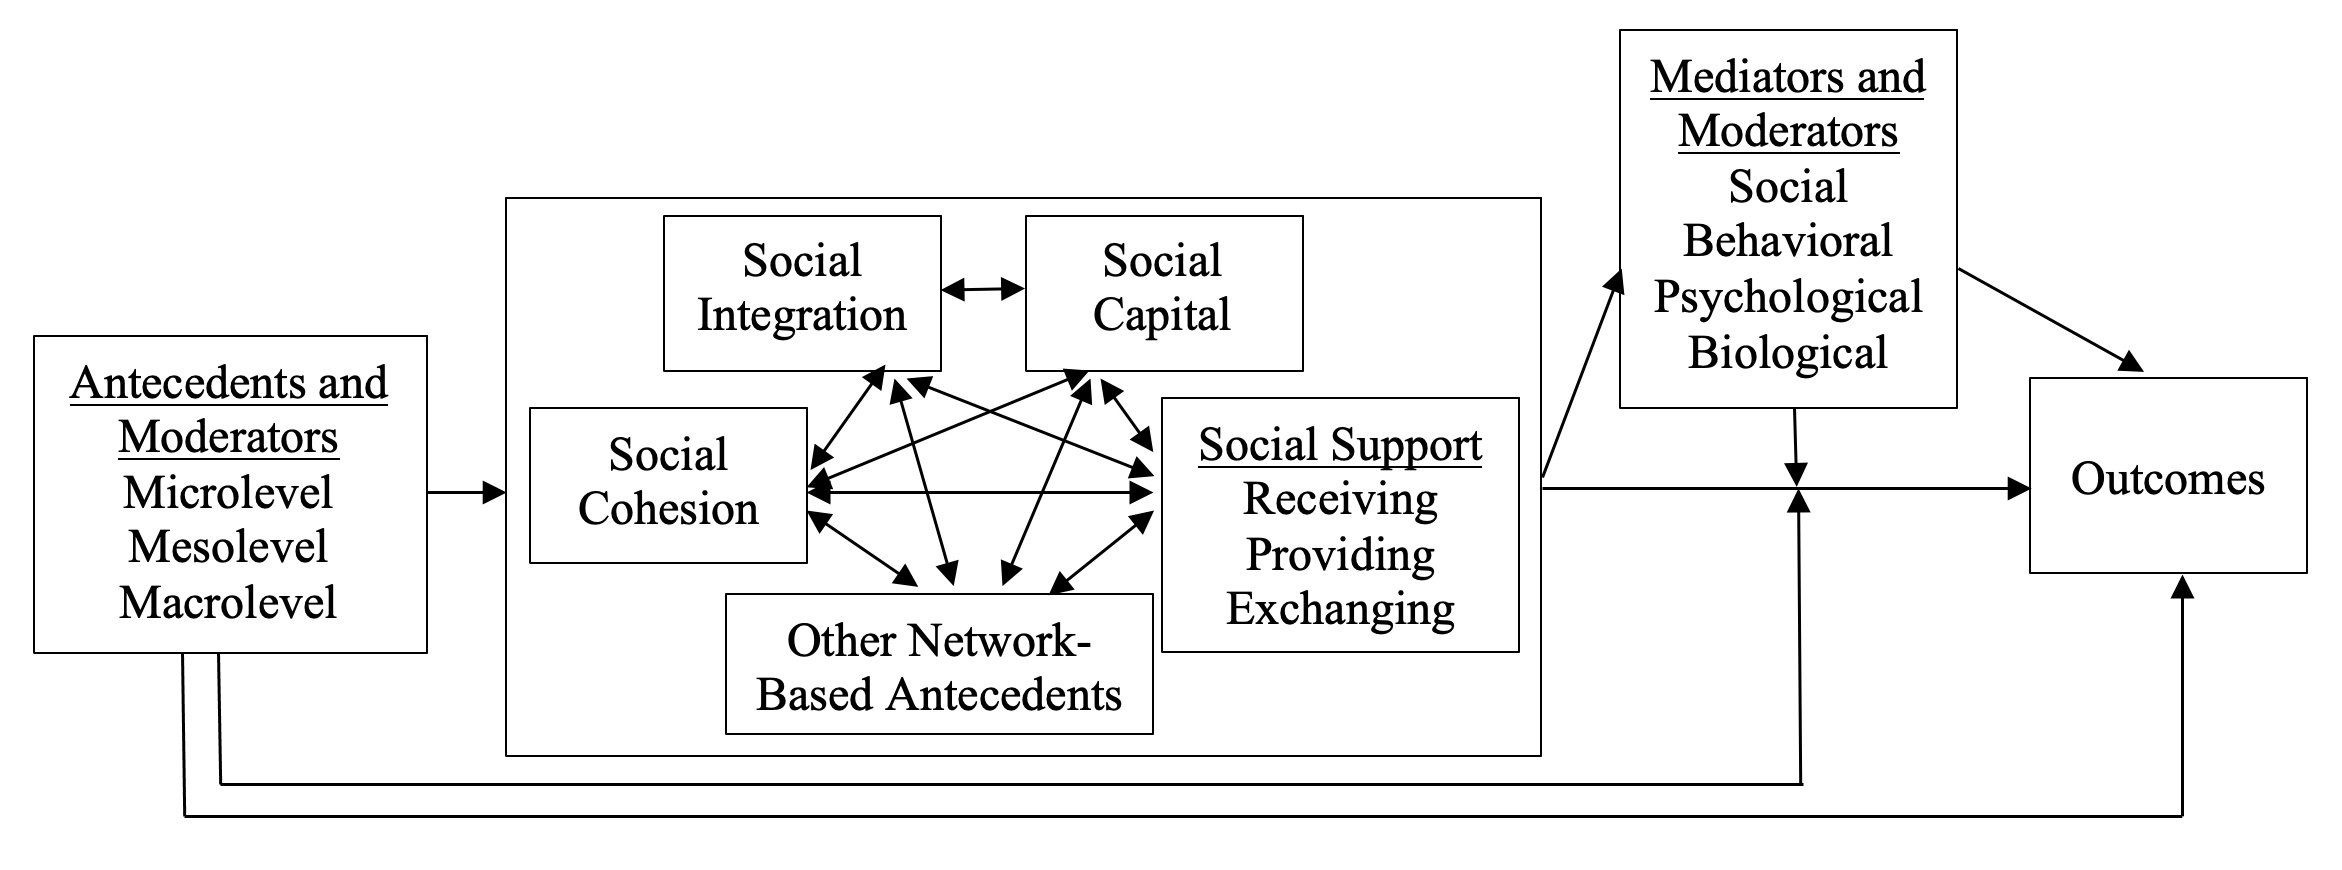 Antecedents and
Moderators
Microlevel
Mesolevel
Macrolevel
Social
Integration
Social
Capital
Social
Cohesion
Social Support
Receiving
Providing
Exchanging
Other Network-
Based Antecedents
Mediators and
Moderators
Social
Behavioral
Psychological
Biological
Outcomes